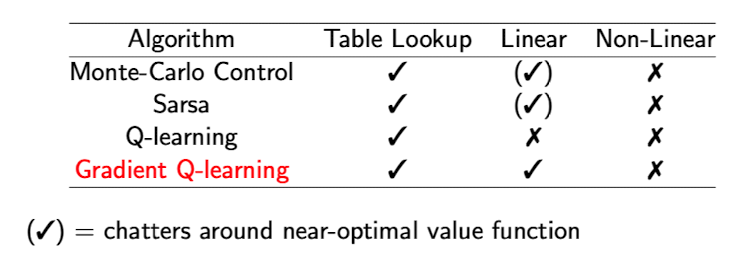 Algorithm Table Lookup Linear Non-Linear
Monte-Carlo Control ✓ (✓) ✗
Sarsa ✓ (✓) ✗
Q-learning ✓ ✗ ✗
Gradient Q-learning ✓ ✓ ✗
(✓) = chatters around near-optimal value function